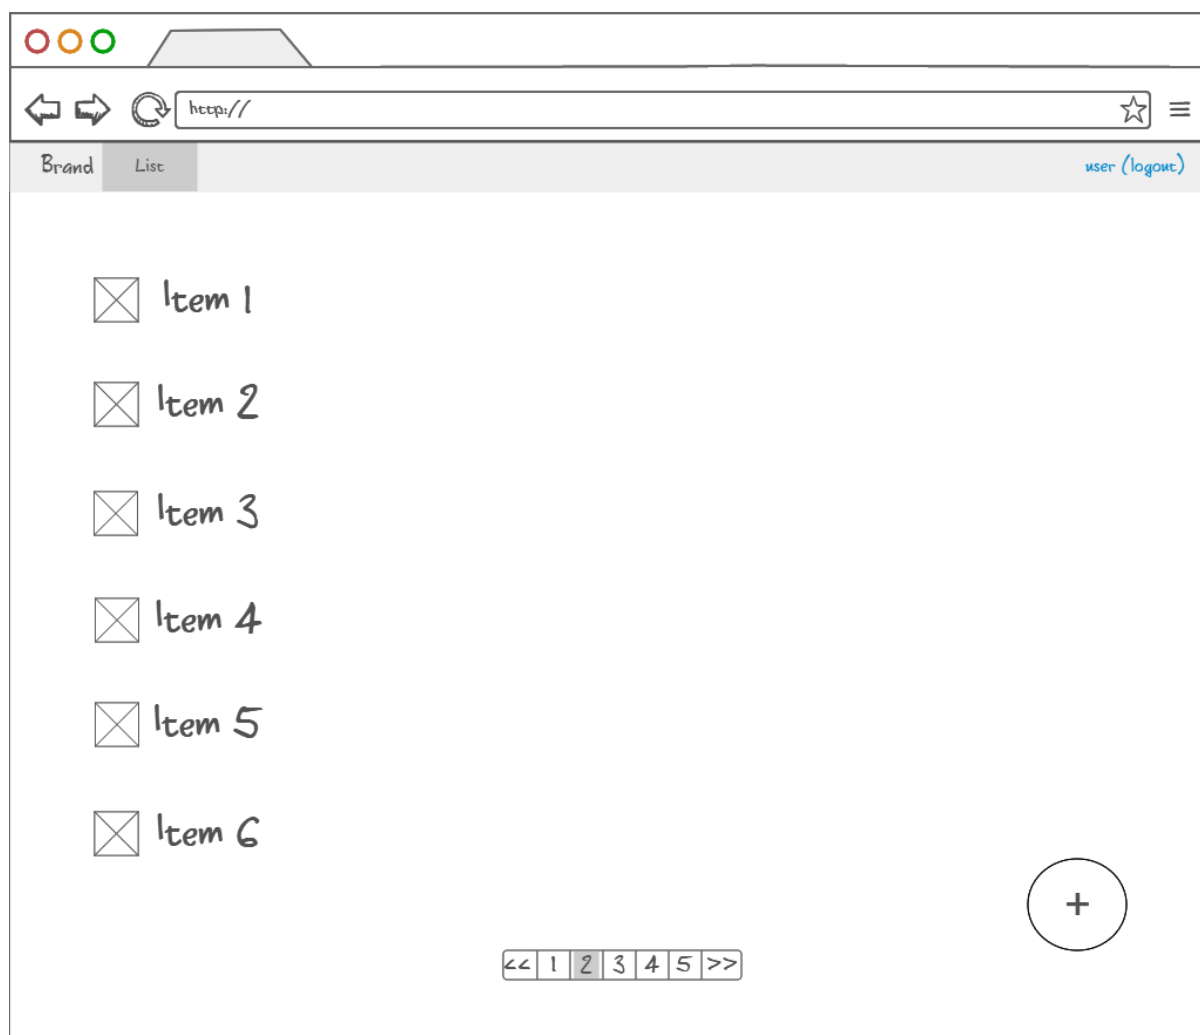 http://
Brand List user (logout)
Item 1
Item 2
Item 3
Item 4
Item 5
Item 6
+
<< 1 2 3 4 5 >>